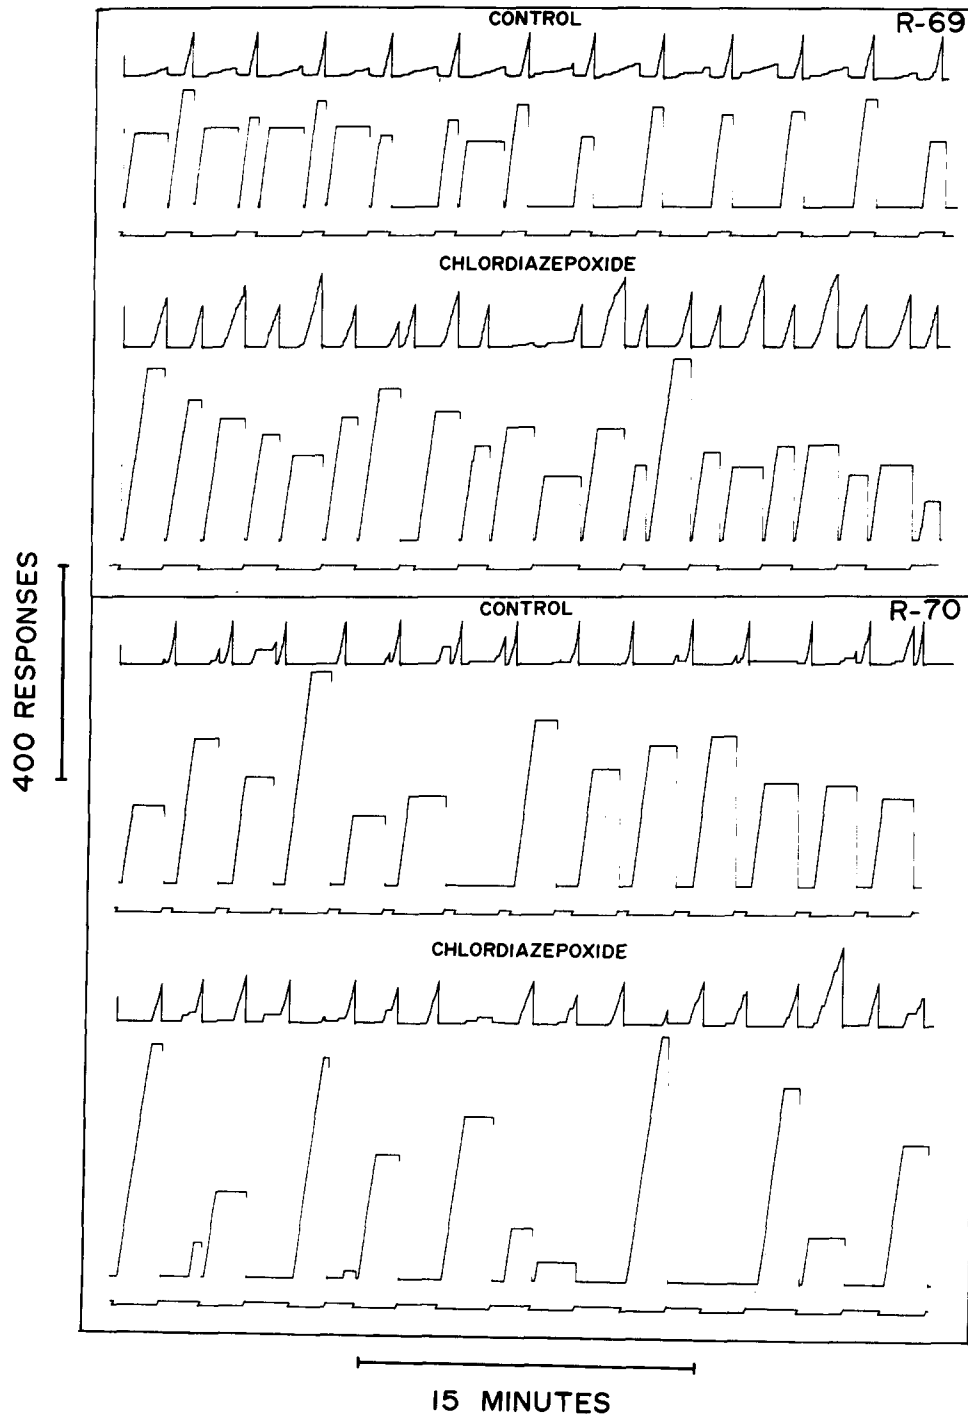 CONTROL
R-69
CHLORDIAZEPOXIDE
400 RESPONSES
CONTROL
R-70
CHLORDIAZEPOXIDE
15 MINUTES